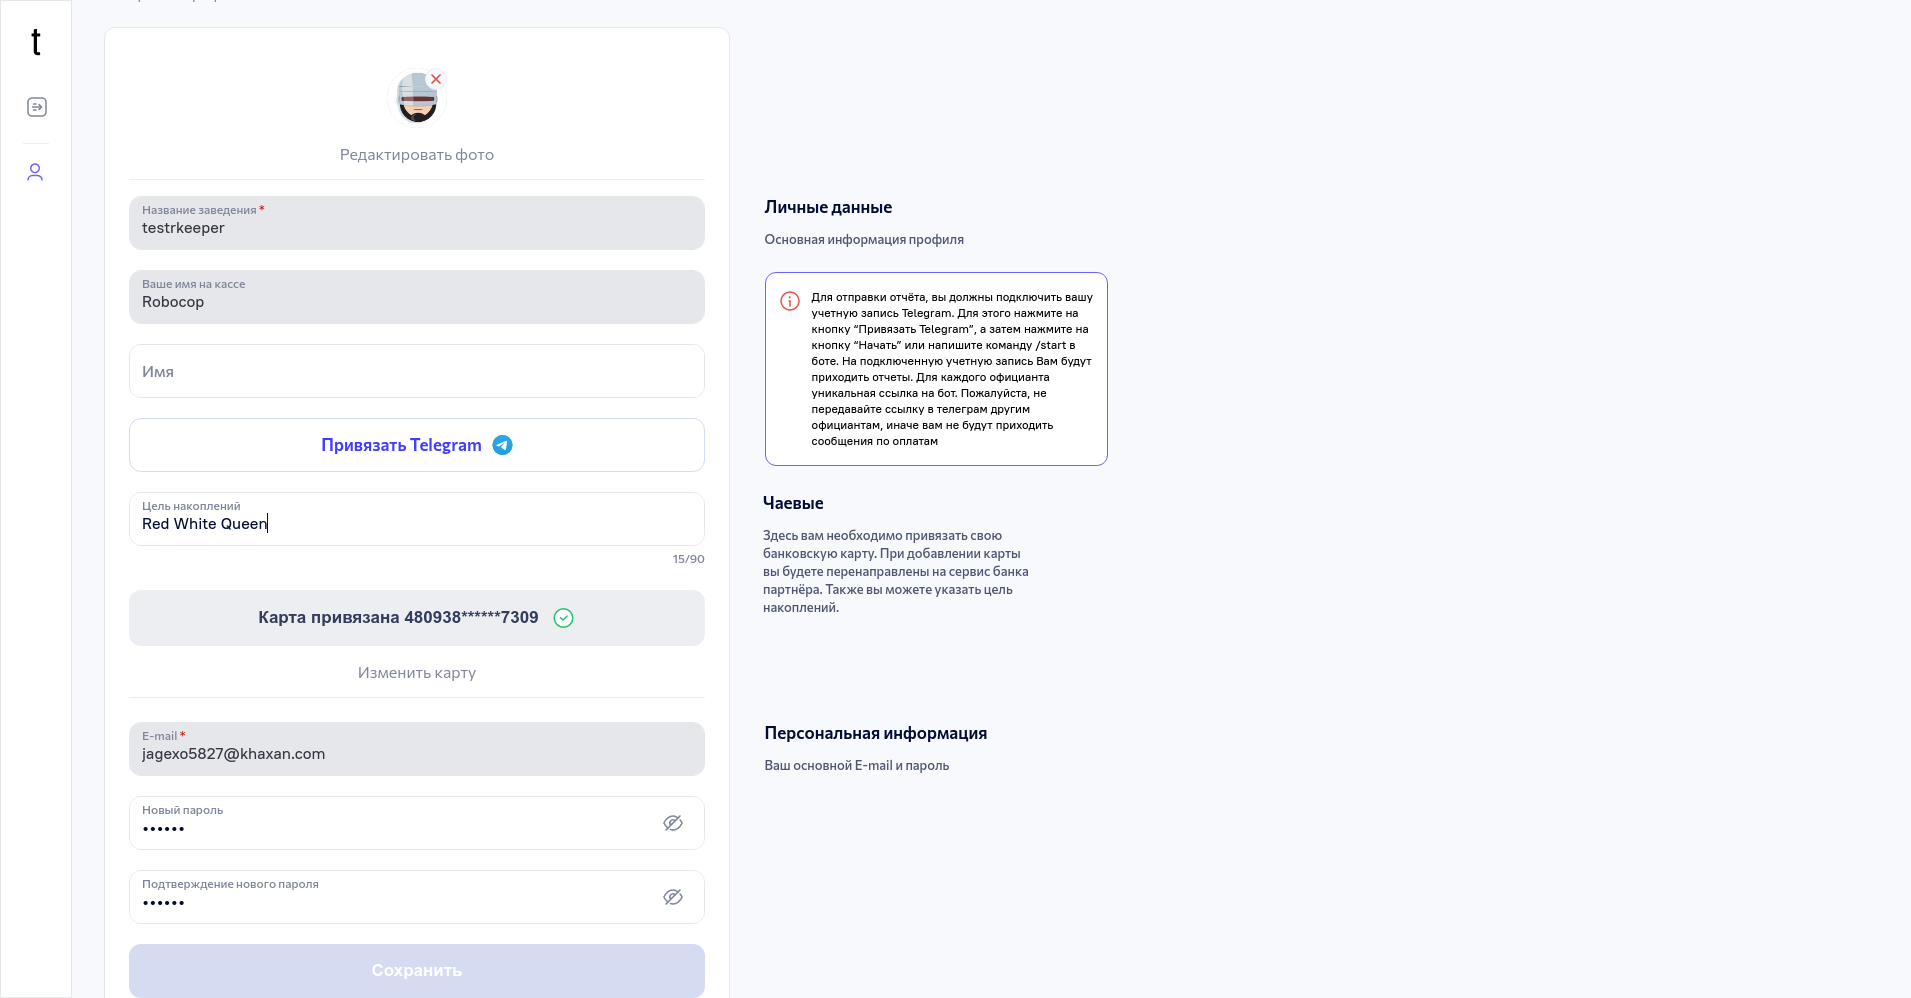 t
Редактировать фото
Название заведения *
testrkeeper
Ваше имя на кассе
Robocop
Имя
Привязать Telegram
Цель накоплений
Red White Queen
15/90
Карта привязана 480938******7309
Изменить карту
E-mail *
jagexo5827@khaxan.com
Новый пароль
••••••
Подтверждение нового пароля
••••••
Сохранить
Личные данные
Основная информация профиля
Для отправки отчёта, вы должны подключить вашу
учетную запись Telegram. Для этого нажмите на
кнопку “Привязать Telegram”, а затем нажмите на
кнопку “Начать” или напишите команду /start в
боте. На подключенную учетную запись Вам будут
приходить отчеты. Для каждого официанта
уникальная ссылка на бот. Пожалуйста, не
передавайте ссылку в телеграм другим
официантам, иначе вам не будут приходить
сообщения по оплатам
Чаевые
Здесь вам необходимо привязать свою
банковскую карту. При добавлении карты
вы будете перенаправлены на сервис банка
партнёра. Также вы можете указать цель
накоплений.
Персональная информация
Ваш основной E-mail и пароль